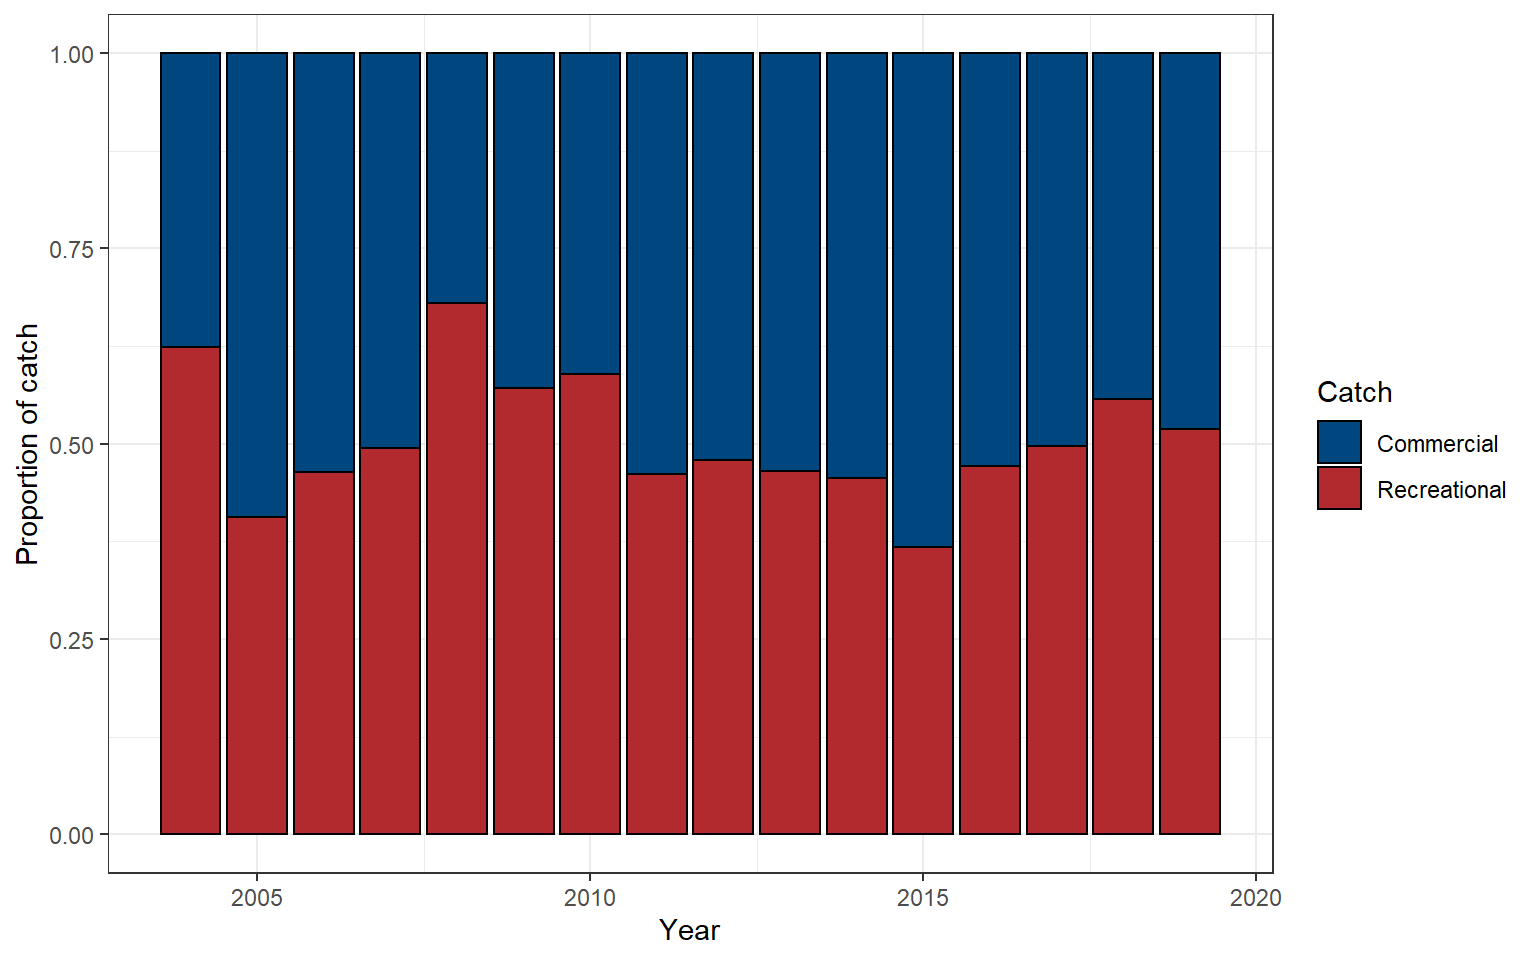 Proportion of catch
1.00
0.75
0.50
0.25
0.00
2005 2010 2015 2020
Year
Catch
Commercial
Recreational